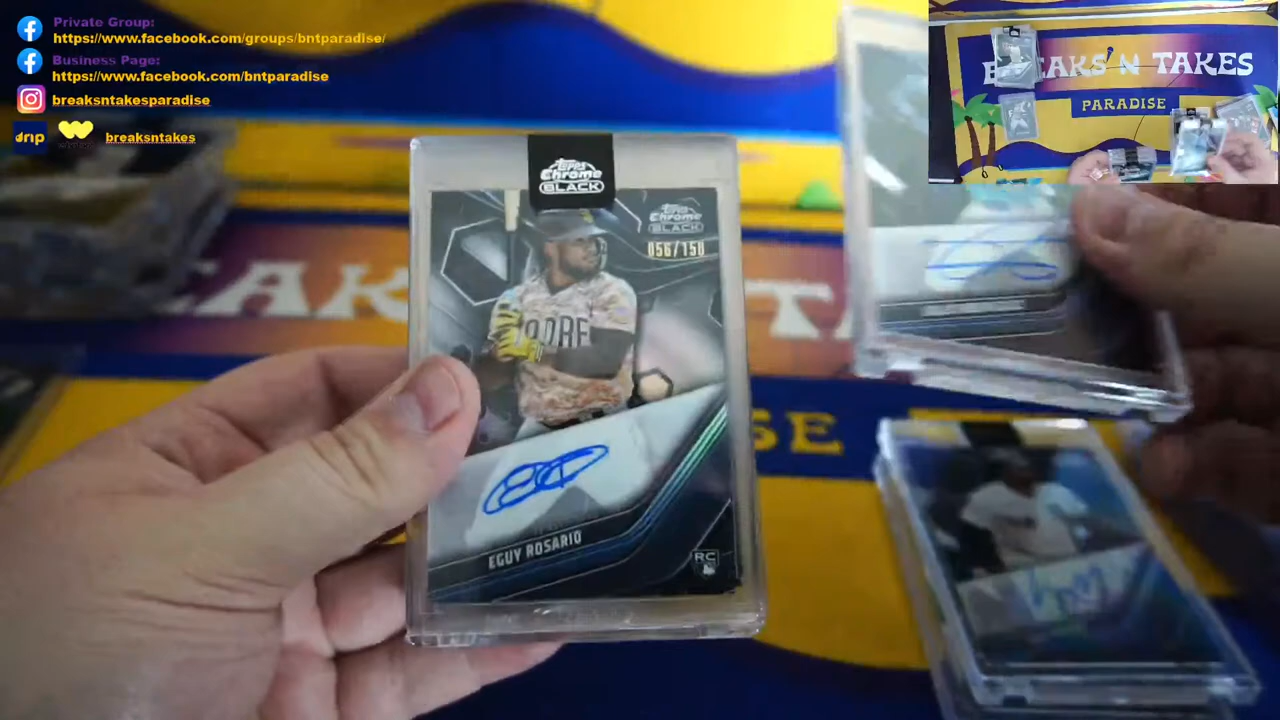 Private Group:
https://www.facebook.com/groups/bntparadise/
Business Page:
https://www.facebook.com/bntparadise
breaksntakesparadise
drip
breaksntakes
BREAKS N TAKES
PARADISE
Topps
Chrome
BLACK
Topps
Chrome
BLACK
056/150
PADRE
EGUY ROSARIO
RC